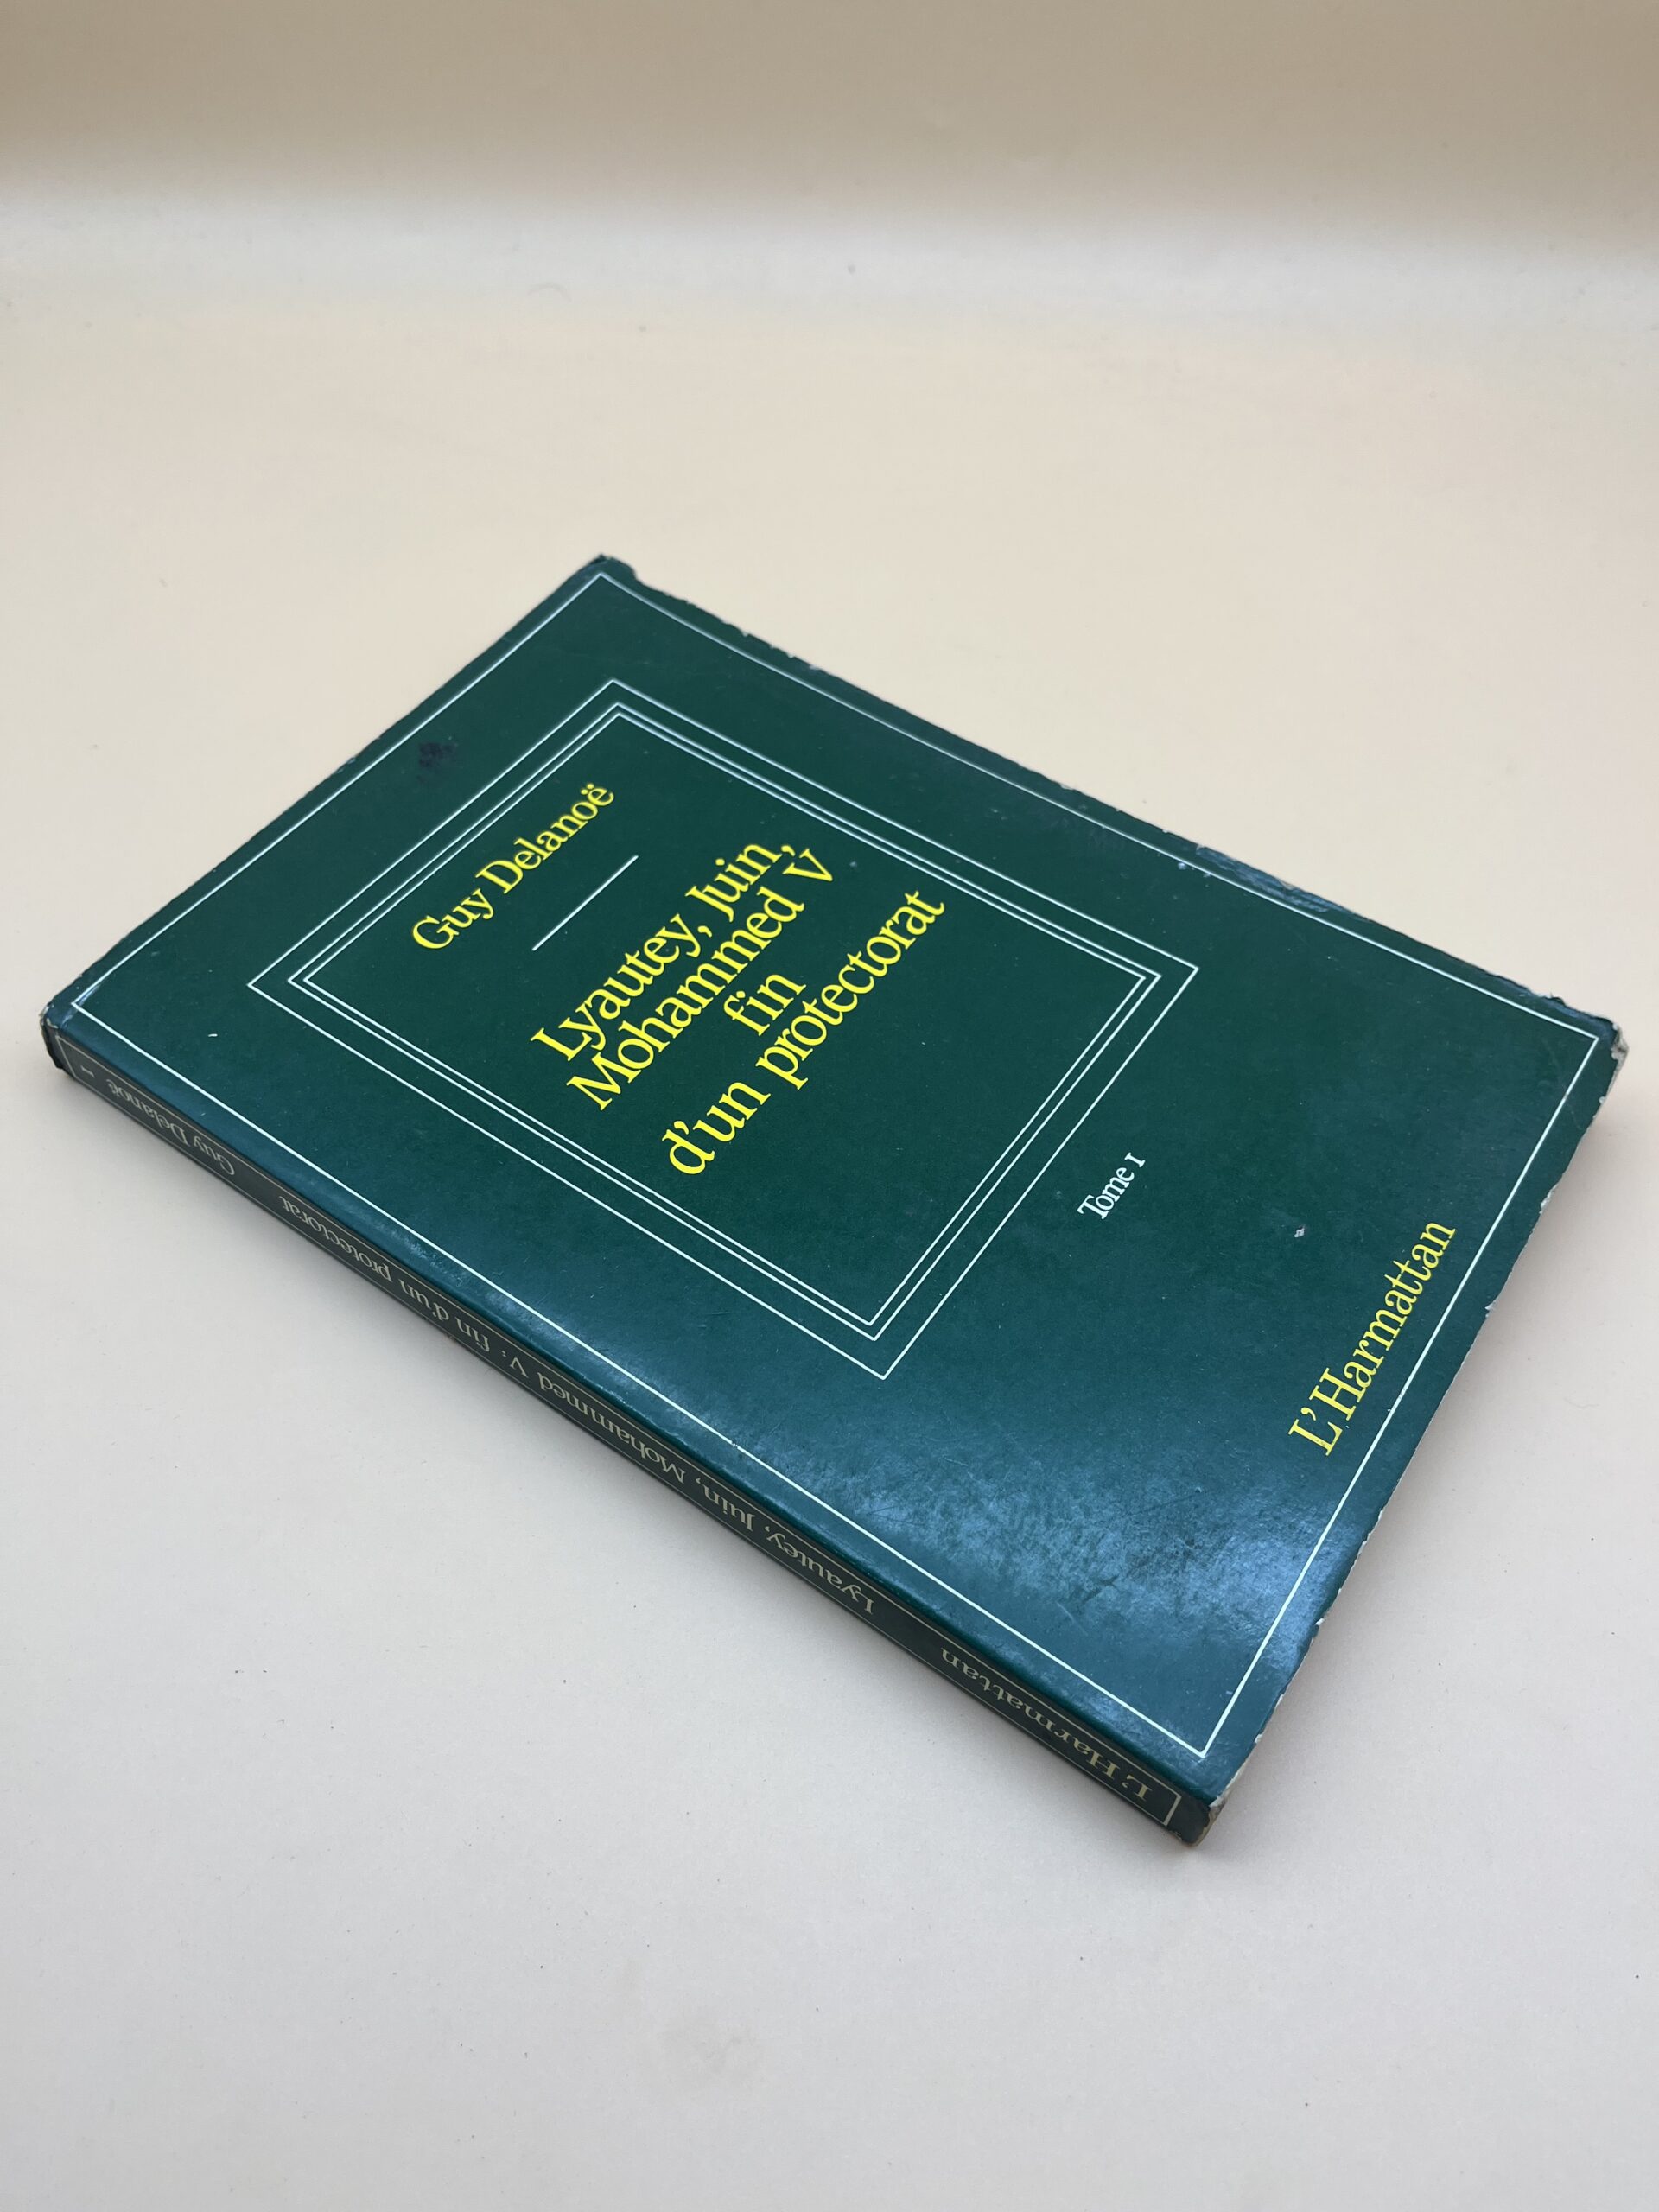 Guy Delanoë
Lyautey, Juin,
Mohammed V
fin
d'un protectorat
Tome I
L'Harmattan
L'Harmattan Lyautey, Juin, Mohammed V: fin d'un protectorat Guy Delanoë 1